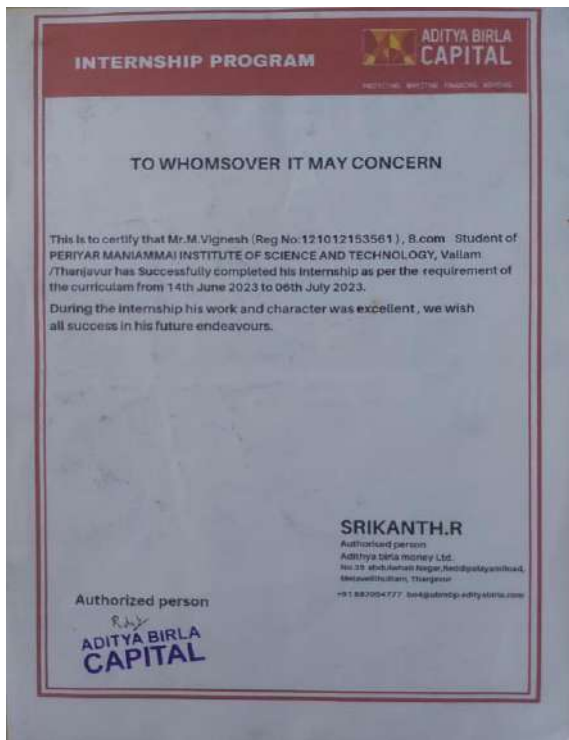 INTERNSHIP PROGRAM
ADITYA BIRLA
CAPITAL
TO WHOMSOVER IT MAY CONCERN
This is to certify that Mr.M.Vignesh (Reg No:121012153561 ), B.com Student of
PERIYAR MANIAMMAI INSTITUTE OF SCIENCE AND TECHNOLOGY, Vallam
/Thanjavur has Successfully completed his Internship as per the requirement of
the curriculam from 14th June 2023 to 06th July 2023.
During the internship his work and character was excellent , we wish
all success in his future endeavours.
SRIKANTH.R
Authorised person
Adithya birla money Ltd.
Thanjavur
Authorized person
ADITYA BIRLA
CAPITAL